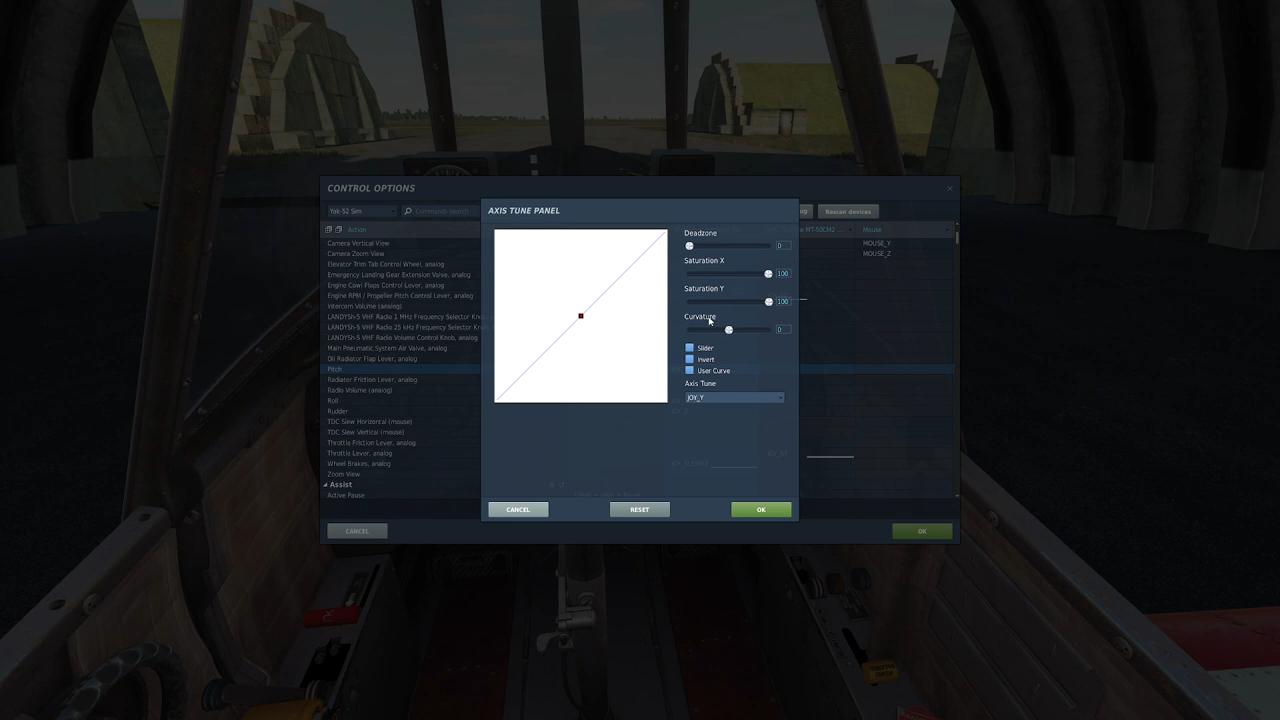 CONTROL OPTIONS
Yak-52 Sim
Commands search
Rescan devices
Action
Mouse
AXIS TUNE PANEL
Camera Vertical View
MOUSE_Y
Camera Zoom View
MOUSE_Z
Elevator Trim Tab Control Wheel, analog
Emergency Landing Gear Extension Valve, analog
Engine Cowl Flaps Control Lever, analog
Engine RPM / Propeller Pitch Control Lever, analog
Intercom Volume (analog)
LANDYSh-5 VHF Radio 1 MHz Frequency Selector Kn
LANDYSh-5 VHF Radio 25 kHz Frequency Selector Kn
LANDYSh-5 VHF Radio Volume Control Knob, analog
Main Pneumatic System Air Valve, analog
Oil Radiator Flap Lever, analog
Pitch
Radiator Friction Lever, analog
Radio Volume (analog)
Roll
Rudder
TDC Slew Horizontal (mouse)
TDC Slew Vertical (mouse)
Throttle Friction Lever, analog
Throttle Lever, analog
Wheel Brakes, analog
Zoom View
Assist
Active Pause
Deadzone
0
Saturation X
100
Saturation Y
100
Curvature
0
Slider
Invert
User Curve
Axis Tune
JOY_Y
CANCEL
RESET
OK
CANCEL
OK